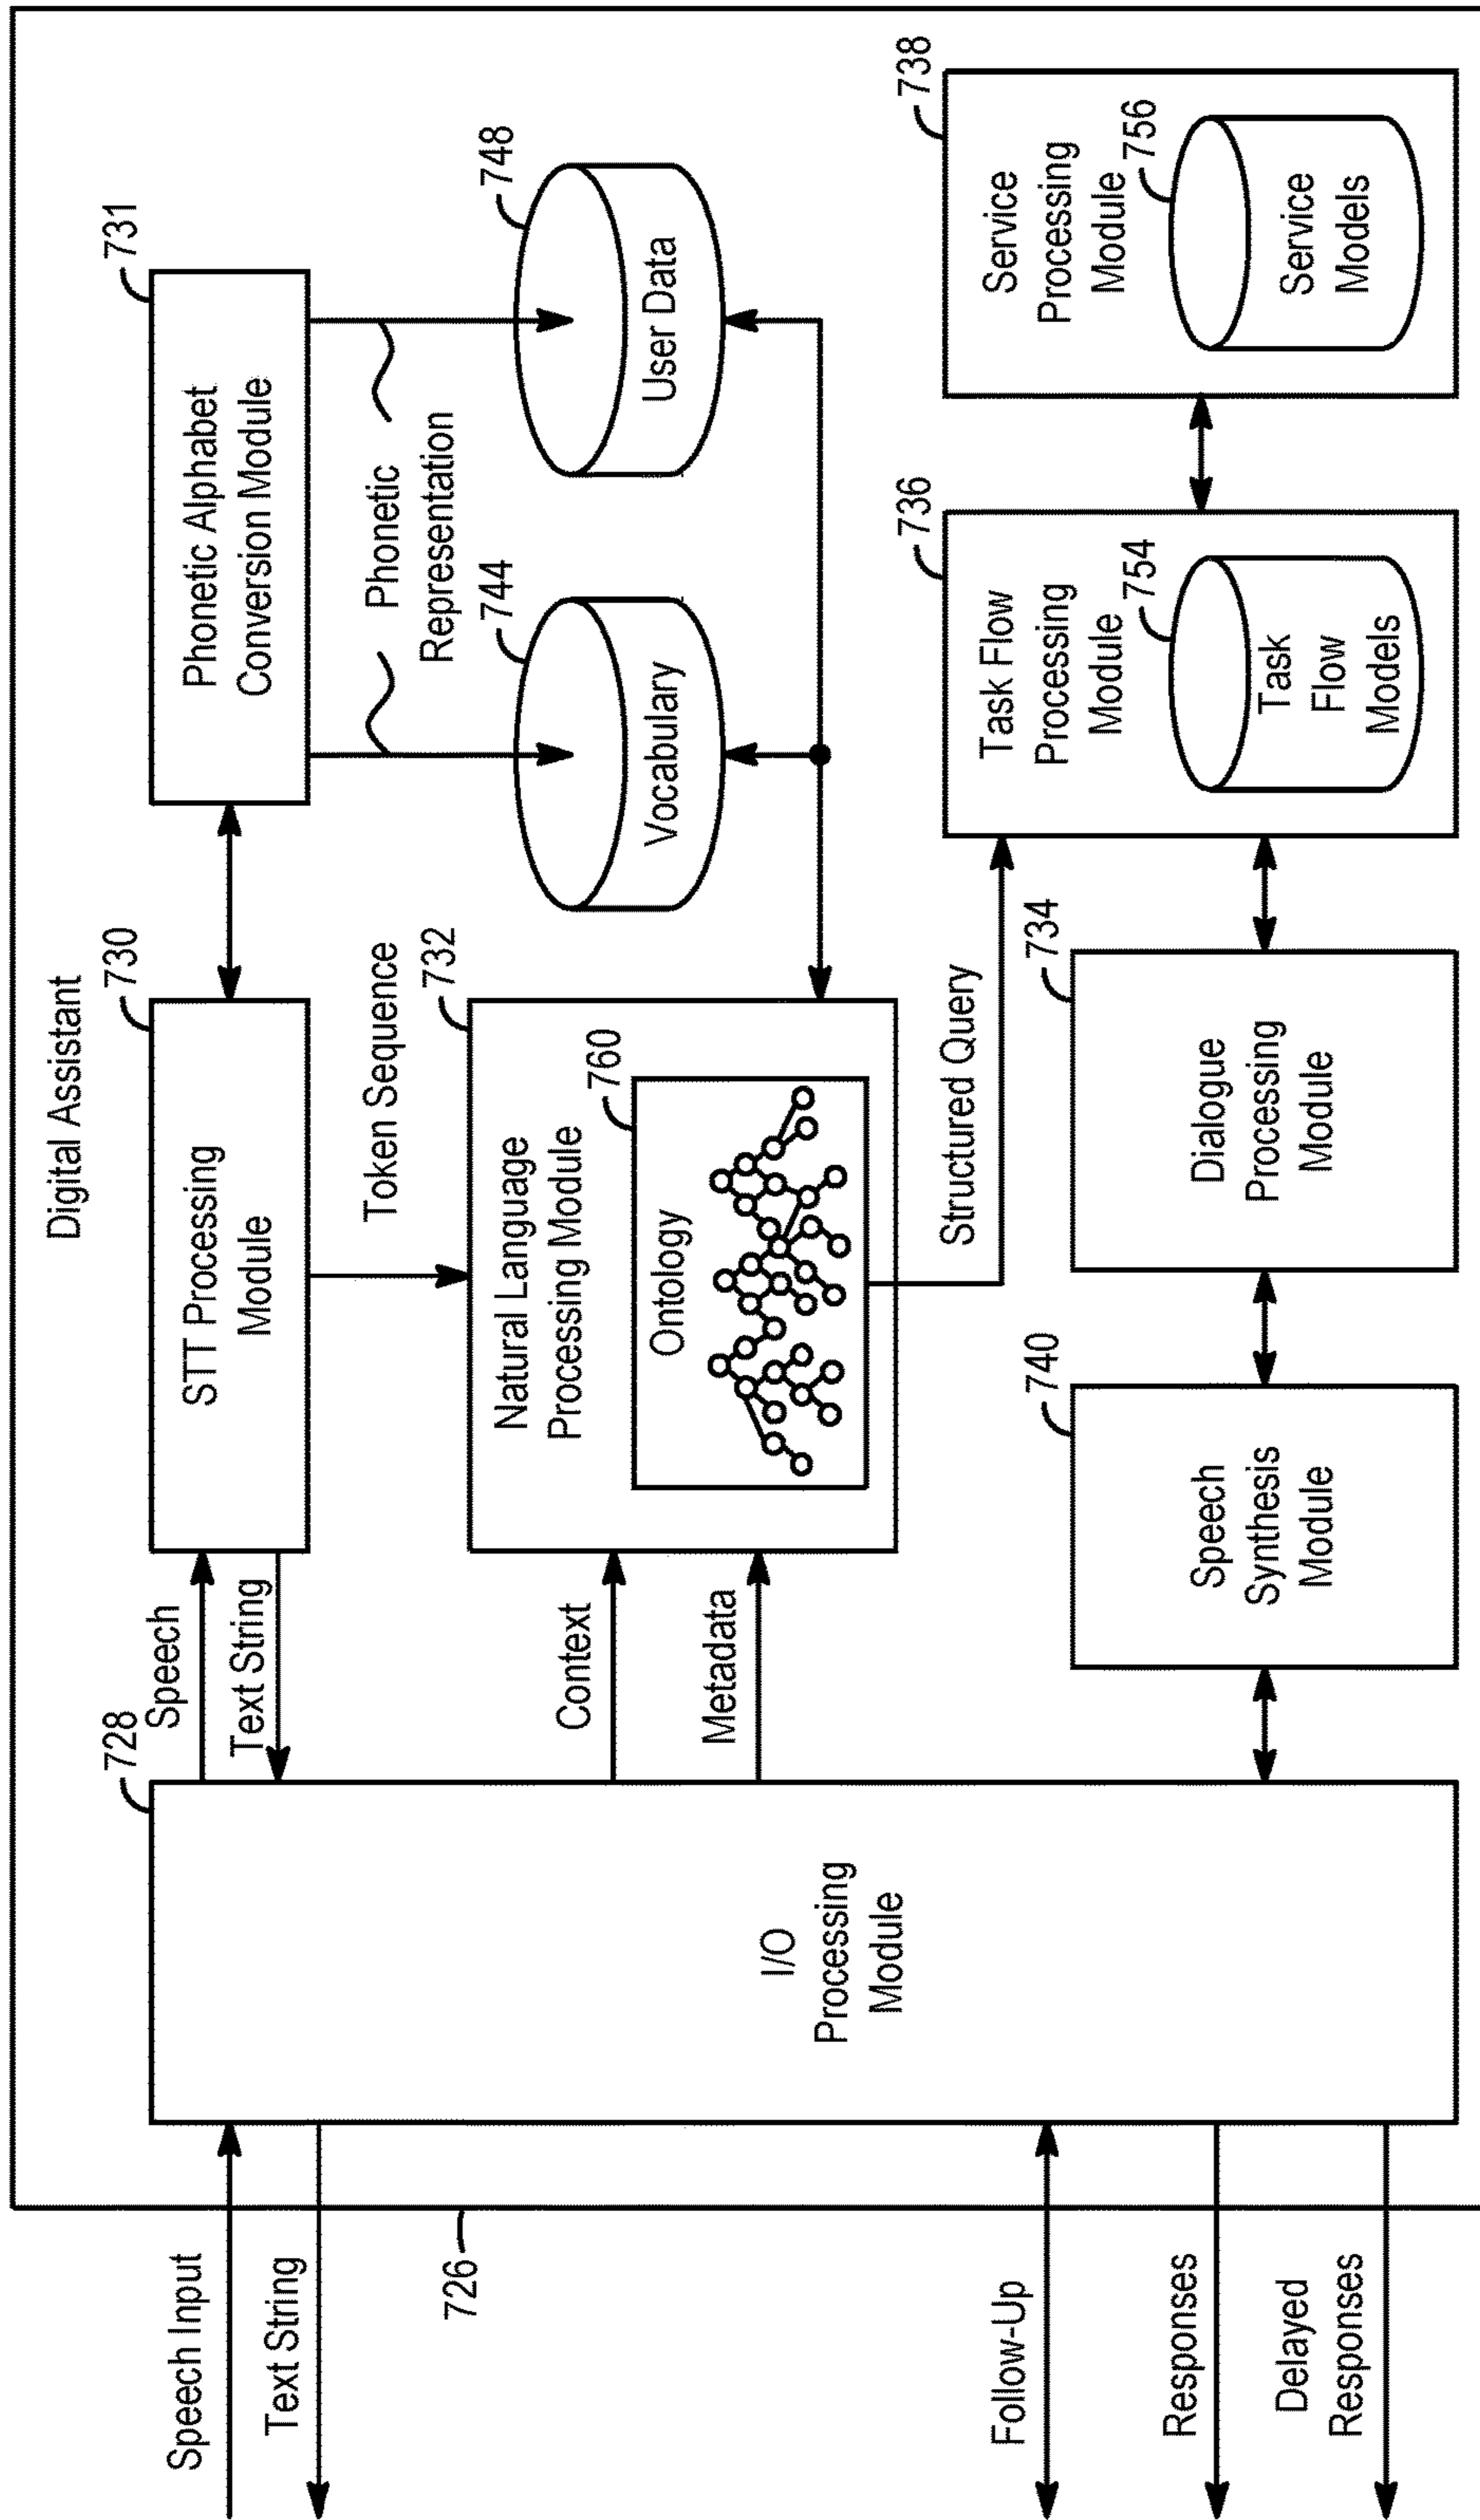 Digital Assistant
Speech Input
Text String
726
728
I/O
Processing
Module
Speech
Text String
730
STT Processing
Module
731
Phonetic Alphabet
Conversion Module
Token Sequence
Phonetic
Representation
Context
Metadata
732
Natural Language
Processing Module
760
Ontology
744
Vocabulary
748
User Data
Structured Query
Follow-Up
Responses
Delayed
Responses
740
Speech
Synthesis
Module
734
Dialogue
Processing
Module
736
Task Flow
Processing
Module
754
Task
Flow
Models
738
Service
Processing
Module
756
Service
Models